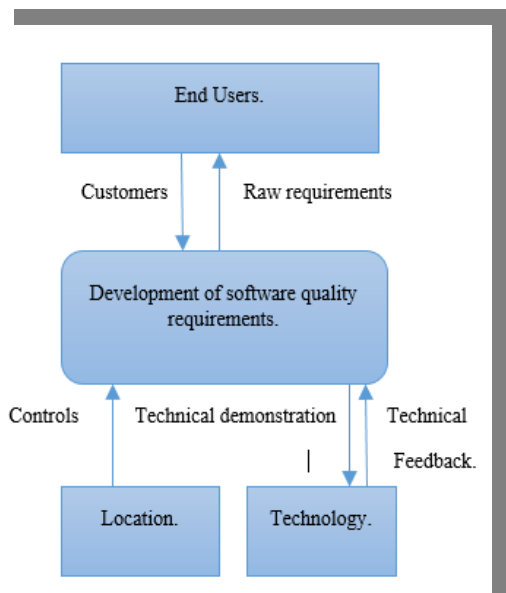 End Users.
Customers
Raw requirements
Development of software quality
requirements.
Controls
Technical demonstration
Technical
Feedback.
Location.
Technology.